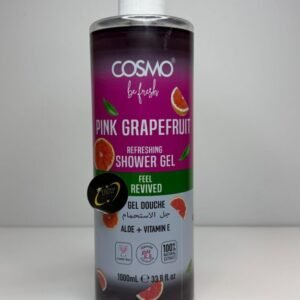 COSMO
be fresh
PINK GRAPEFRUIT
REFRESHING
SHOWER GEL
FEEL
REVIVED
GEL DOUCHE
جل الاستحمام
ALOE + VITAMIN E
100%
1000ml ℮ 33.8 fl oz